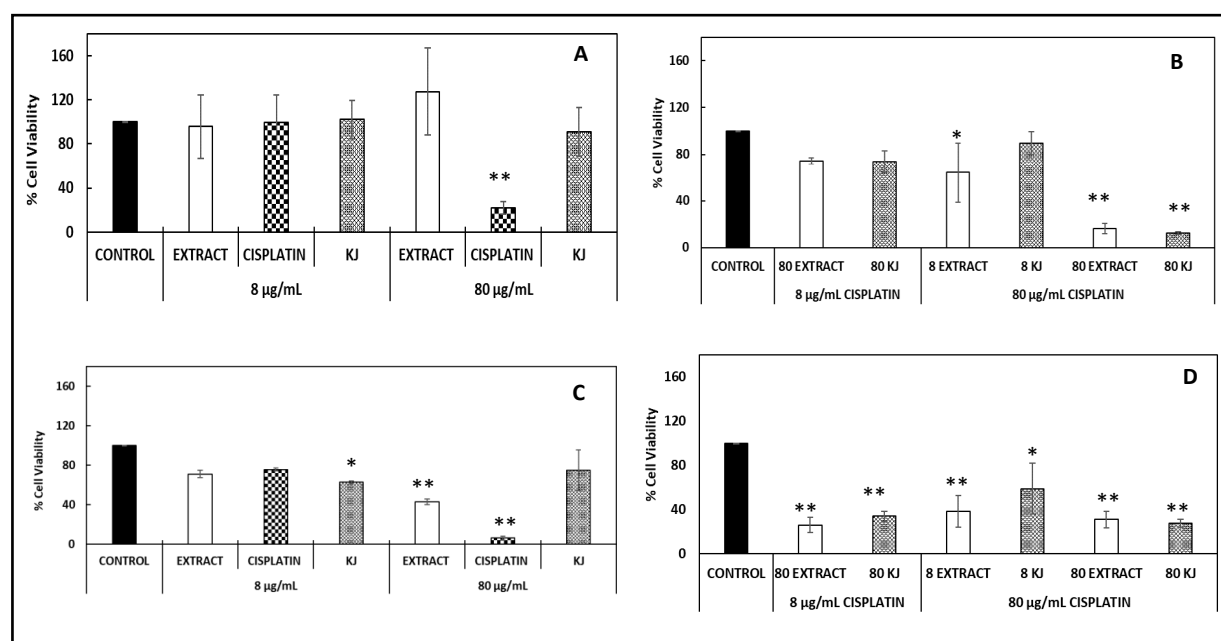 A
% Cell Viability
160
120
80
40
0
CONTROL EXTRACT CISPLATIN KJ EXTRACT CISPLATIN KJ
8 µg/mL 80 µg/mL
**
B
% Cell Viability
160
120
80
40
0
* ** **
CONTROL 80 EXTRACT 80 KJ 8 EXTRACT 8 KJ 80 EXTRACT 80 KJ
8 µg/mL CISPLATIN 80 µg/mL CISPLATIN
C
% Cell Viability
160
120
80
40
0
* ** **
CONTROL EXTRACT CISPLATIN KJ EXTRACT CISPLATIN KJ
8 µg/mL 80 µg/mL
D
% Cell Viability
160
120
80
40
0
** ** ** * ** **
CONTROL 80 EXTRACT 80 KJ 8 EXTRACT 8 KJ 80 EXTRACT 80 KJ
8 µg/mL CISPLATIN 80 µg/mL CISPLATIN